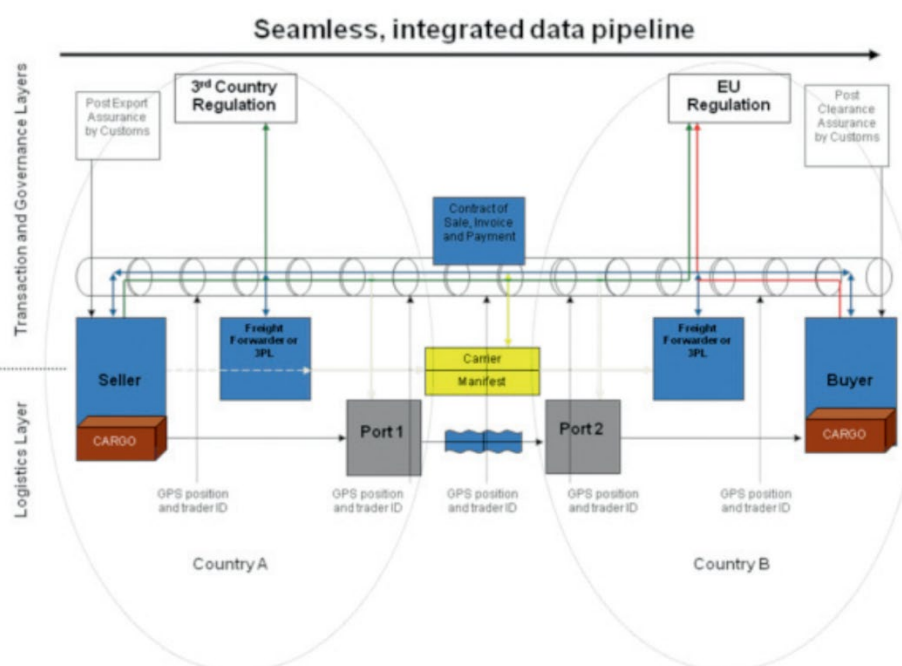 Seamless, integrated data pipeline
Transaction and Governance Layers
Logistics Layer
Post Export
Assurance
by Customs
3rd Country
Regulation
EU
Regulation
Post
Clearance
Assurance
by Customs
Contract of
Sale, Invoice
and Payment
Seller
CARGO
Freight
Forwarder or
3PL
Carrier
Manifest
Freight
Forwarder or
3PL
Buyer
CARGO
Port 1
Port 2
GPS position
and trader ID
GPS position
and trader ID
GPS position
and trader ID
GPS position
and trader ID
GPS position
and trader ID
Country A
Country B